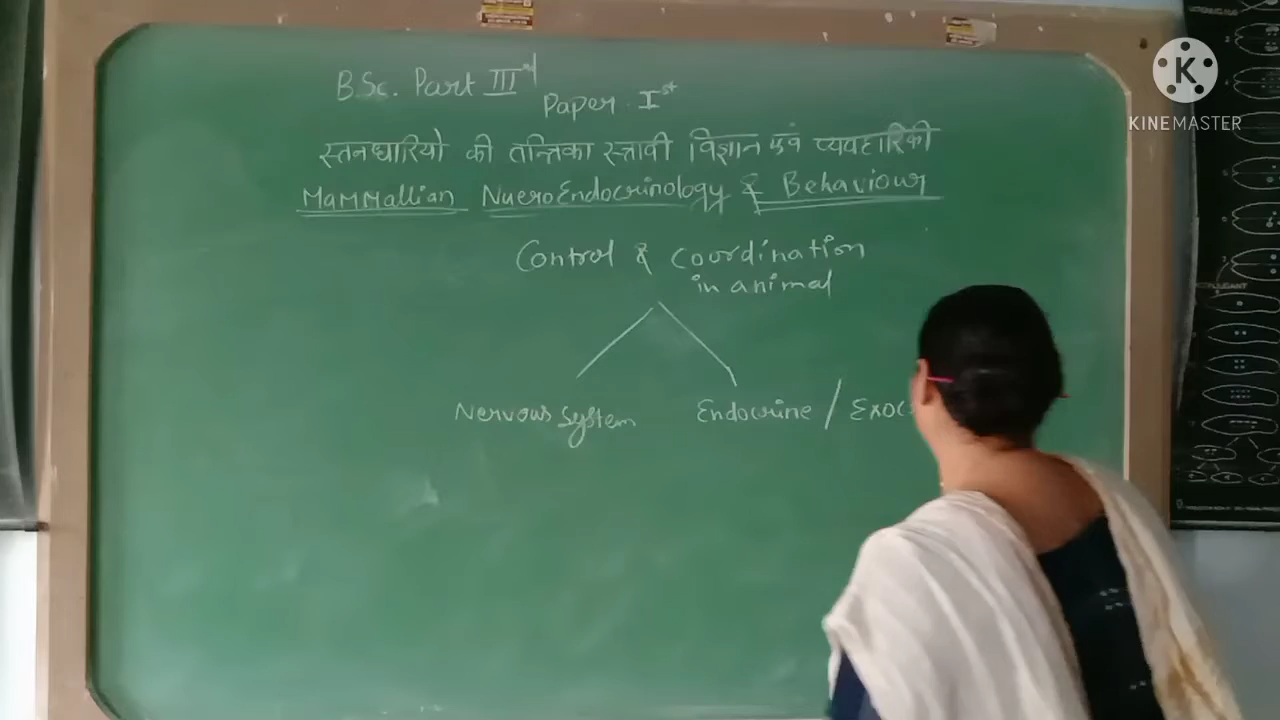 B.Sc. Part III rd
Paper. I st
स्तनधारियो की तन्त्रिका स्त्रावी विज्ञान एवं व्यवहारिकी
Mammallian NueroEndocrinology & Behaviour
Control & coordination
in animal
Nervous System
Endocrine / Exoc
KINEMASTER